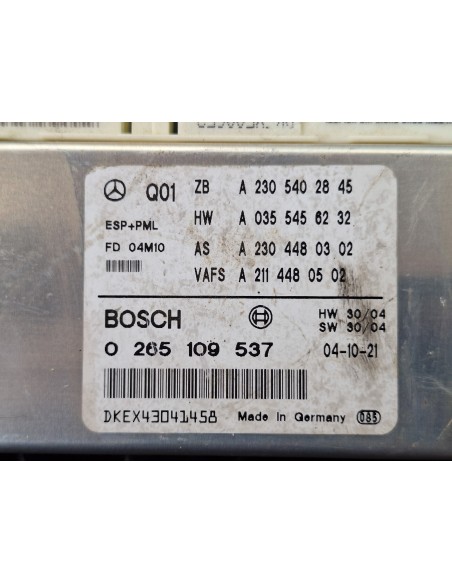 Q01 ZB A 230 540 28 45
ESP+PML HW A 035 545 62 32
FD 04M10 AS A 230 448 03 02
VAFS A 211 448 05 02
BOSCH HW 30/04
SW 30/04
0 265 109 537 04-10-21
DKEX43041458 Made in Germany 085